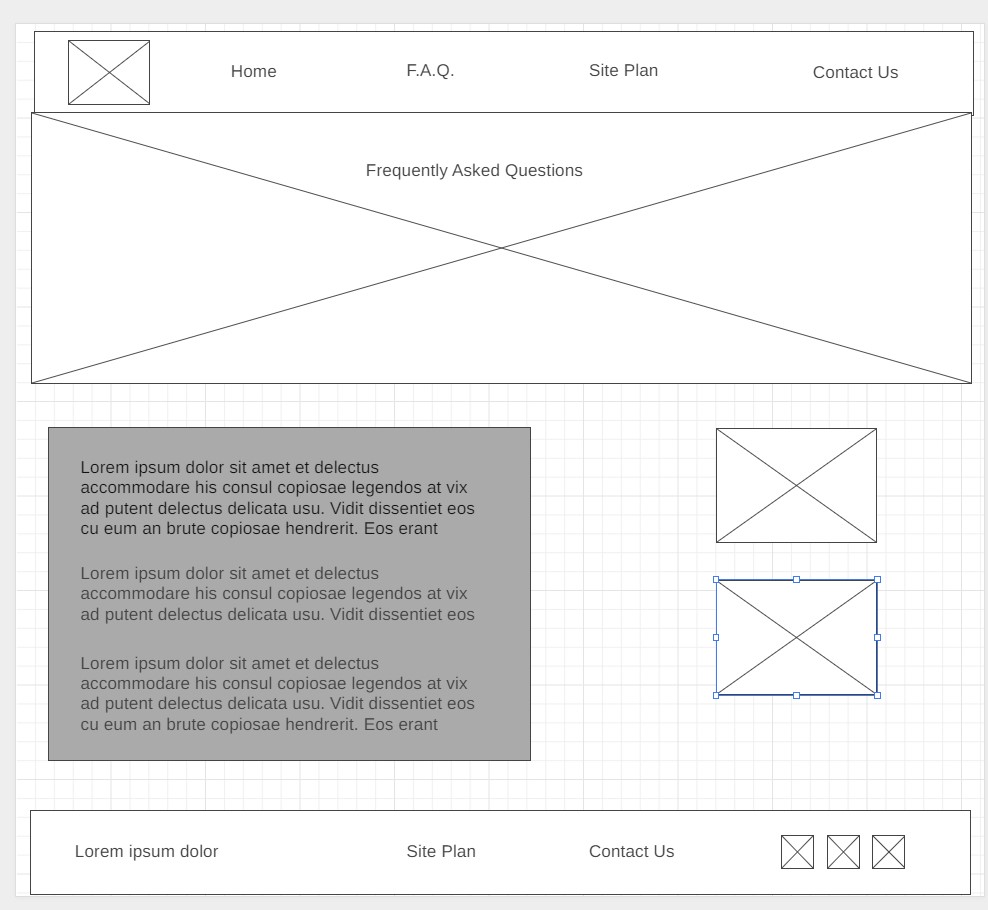 Home F.A.Q. Site Plan Contact Us
Frequently Asked Questions
Lorem ipsum dolor sit amet et delectus
accommodare his consul copiosae legendos at vix
ad putent delectus delicata usu. Vidit dissentiet eos
cu eum an brute copiosae hendrerit. Eos erant
Lorem ipsum dolor sit amet et delectus
accommodare his consul copiosae legendos at vix
ad putent delectus delicata usu. Vidit dissentiet eos
Lorem ipsum dolor sit amet et delectus
accommodare his consul copiosae legendos at vix
ad putent delectus delicata usu. Vidit dissentiet eos
cu eum an brute copiosae hendrerit. Eos erant
Lorem ipsum dolor Site Plan Contact Us